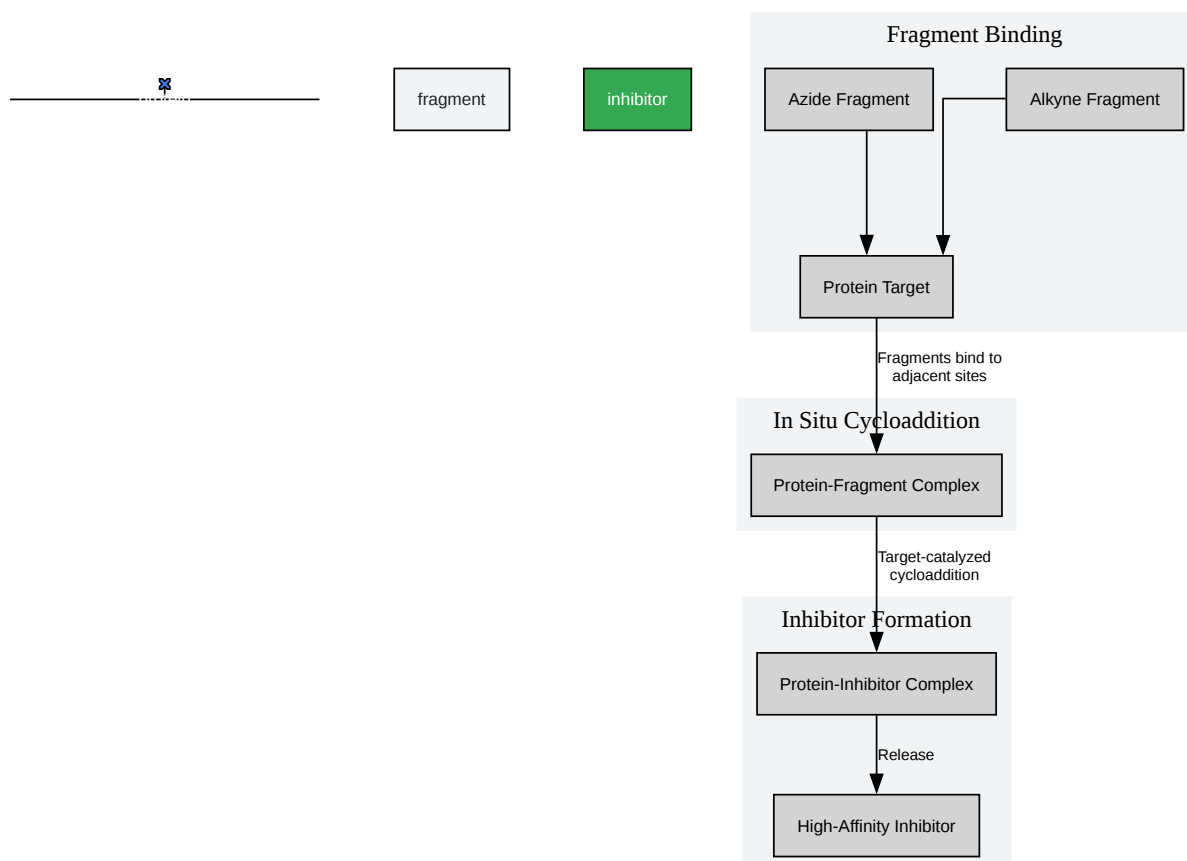 Fragment Binding
fragment
inhibitor
Azide Fragment
Alkyne Fragment
Protein Target
Fragments bind to
adjacent sites
In Situ Cycloaddition
Protein-Fragment Complex
Target-catalyzed
cycloaddition
Inhibitor Formation
Protein-Inhibitor Complex
Release
High-Affinity Inhibitor